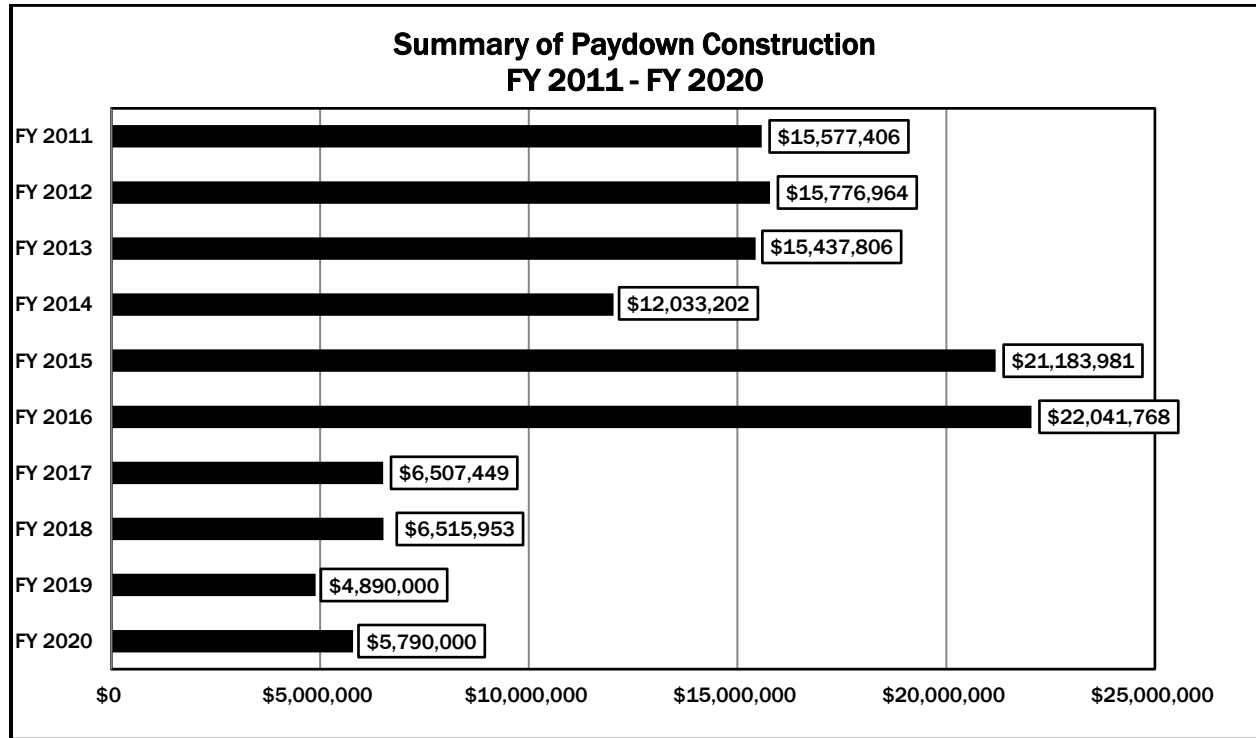 Summary of Paydown Construction
FY 2011 - FY 2020
FY 2011 $15,577,406
FY 2012 $15,776,964
FY 2013 $15,437,806
FY 2014 $12,033,202
FY 2015 $21,183,981
FY 2016 $22,041,768
FY 2017 $6,507,449
FY 2018 $6,515,953
FY 2019 $4,890,000
FY 2020 $5,790,000
$0 $5,0000,000 $10,000,000 $15,000,000 $20,000,000 $25,000,000